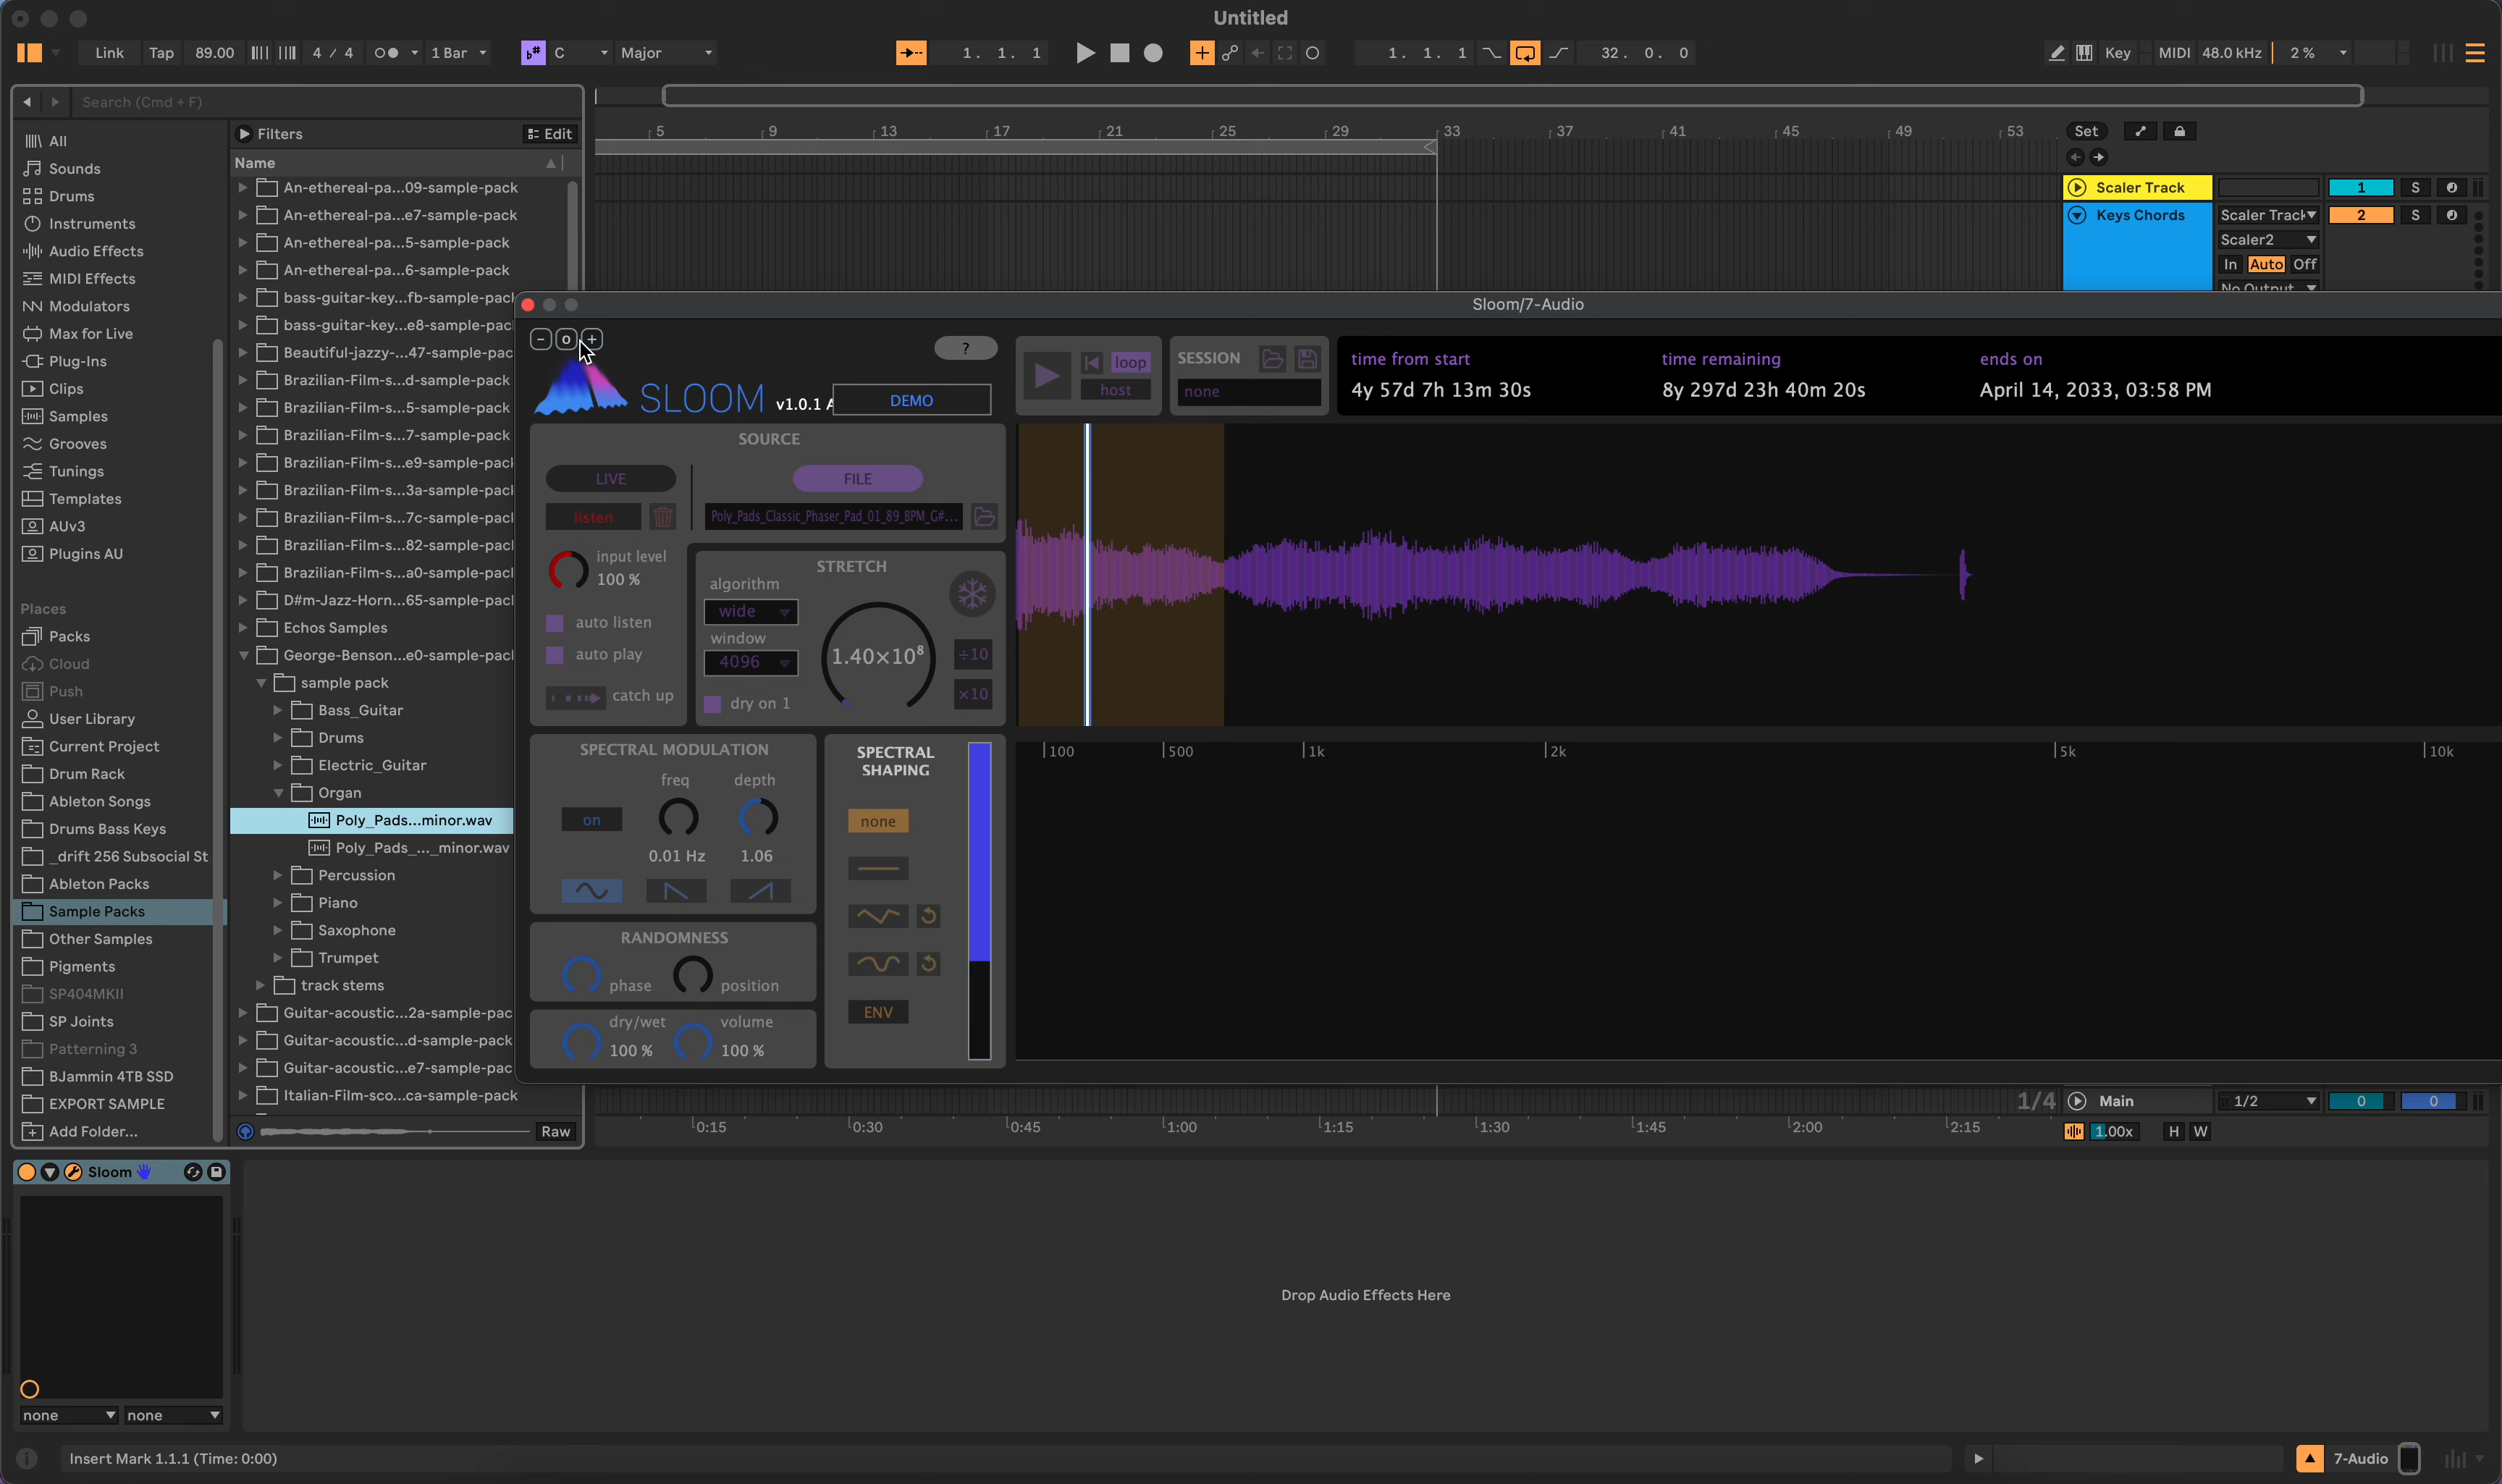 Untitled
Link Tap 89.00 4 / 4 1 Bar C Major 1. 1. 1 1. 1. 1 32. 0. 0 Key MIDI 48.0 kHz 2 %
Search (Cmd + F)
All
Sounds
Drums
Instruments
Audio Effects
MIDI Effects
Modulators
Max for Live
Plug-Ins
Clips
Samples
Grooves
Tunings
Templates
AUv3
Plugins AU
Places
Packs
Cloud
Push
User Library
Current Project
Drum Rack
Ableton Songs
Drums Bass Keys
_drift 256 Subsocial St
Ableton Packs
Sample Packs
Other Samples
Pigments
SP404MKII
SP Joints
Patterning 3
BJammin 4TB SSD
EXPORT SAMPLE
Add Folder...
Filters Edit
Name
An-ethereal-pa...09-sample-pack
An-ethereal-pa...e7-sample-pack
An-ethereal-pa...5-sample-pack
An-ethereal-pa...6-sample-pack
bass-guitar-key...fb-sample-pack
bass-guitar-key...e8-sample-pac
Beautiful-jazzy-...47-sample-pac
Brazilian-Film-s...d-sample-pack
Brazilian-Film-s...5-sample-pack
Brazilian-Film-s...7-sample-pack
Brazilian-Film-s...e9-sample-pack
Brazilian-Film-s...3a-sample-pack
Brazilian-Film-s...7c-sample-pack
Brazilian-Film-s...82-sample-pack
Brazilian-Film-s...a0-sample-pack
D#m-Jazz-Horn...65-sample-pack
Echos Samples
George-Benson...e0-sample-pack
sample pack
Bass_Guitar
Drums
Electric_Guitar
Organ
Poly_Pads...minor.wav
Poly_Pads_..._minor.wav
Percussion
Piano
Saxophone
Trumpet
track stems
Guitar-acoustic...2a-sample-pac
Guitar-acoustic...d-sample-pack
Guitar-acoustic...e7-sample-pac
Italian-Film-sco...ca-sample-pack
Raw
5 9 13 17 21 25 29 33 37 41 45 49 53
Set
Scaler Track 1 S
Keys Chords Scaler Track 2 S
Scaler2
In Auto Off
No Output
Sloom/7-Audio
- o +
?
SLOOM v1.0.1 A DEMO
loop
host
SESSION
none
time from start time remaining ends on
4y 57d 7h 13m 30s 8y 297d 23h 40m 20s April 14, 2033, 03:58 PM
SOURCE
LIVE FILE
listen Poly_Pads_Classic_Phaser_Pad_01_89_BPM_G#...
input level
100 %
auto listen
auto play
catch up
STRETCH
algorithm
wide
window
4096
dry on 1
1.40×10⁸
÷10
×10
SPECTRAL MODULATION
freq depth
on
0.01 Hz 1.06
RANDOMNESS
phase position
dry/wet volume
100 % 100 %
SPECTRAL
SHAPING
none
ENV
100 500 1k 2k 5k 10k
1/4 Main 1/2 0 0
0:15 0:30 0:45 1:00 1:15 1:30 1:45 2:00 2:15
1.00x H W
Sloom
none none
Drop Audio Effects Here
Insert Mark 1.1.1 (Time: 0:00)
7-Audio